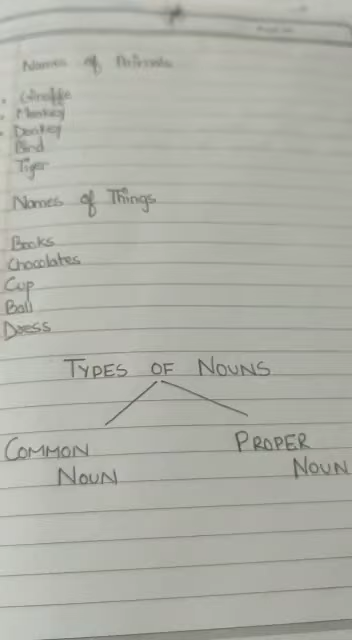 Names of Animals
Giraffe
Monkey
Donkey
Bird
Tiger
Names of Things
Books
Chocolates
Cup
Ball
Dress
TYPES OF NOUNS
COMMON PROPER
NOUN NOUN